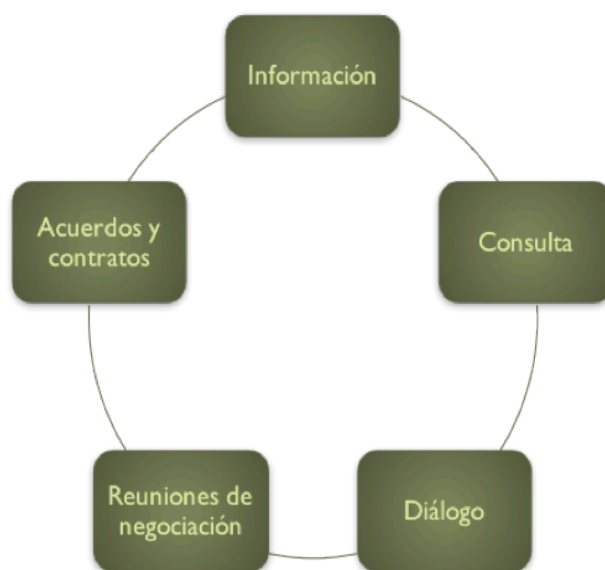 Información
Consulta
Diálogo
Reuniones de
negociación
Acuerdos y
contratos